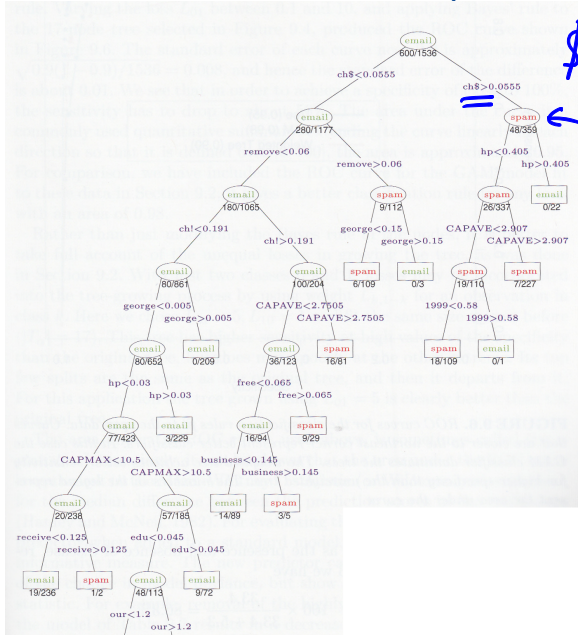 email
600/1536
$
ch$<0.0555
ch$>0.0555
email
280/1177
spam
48/359
remove<0.06
remove>0.06
hp<0.405
hp>0.405
email
180/1065
spam
9/112
spam
26/337
email
0/22
ch!<0.191
ch!>0.191
george<0.15
george>0.15
CAPAVE<2.907
CAPAVE>2.907
email
80/861
email
100/204
spam
6/109
email
0/3
spam
19/110
spam
7/227
george<0.005
george>0.005
CAPAVE<2.7505
CAPAVE>2.7505
1999<0.58
1999>0.58
email
80/652
email
0/209
email
36/123
spam
16/81
spam
18/109
email
0/1
hp<0.03
hp>0.03
free<0.065
free>0.065
email
77/423
email
3/229
email
16/94
spam
9/29
CAPMAX<10.5
CAPMAX>10.5
business<0.145
business>0.145
email
20/238
email
57/185
email
14/89
spam
3/5
receive<0.125
receive>0.125
edu<0.045
edu>0.045
email
19/236
spam
1/2
email
48/113
email
9/72
our<1.2
our>1.2